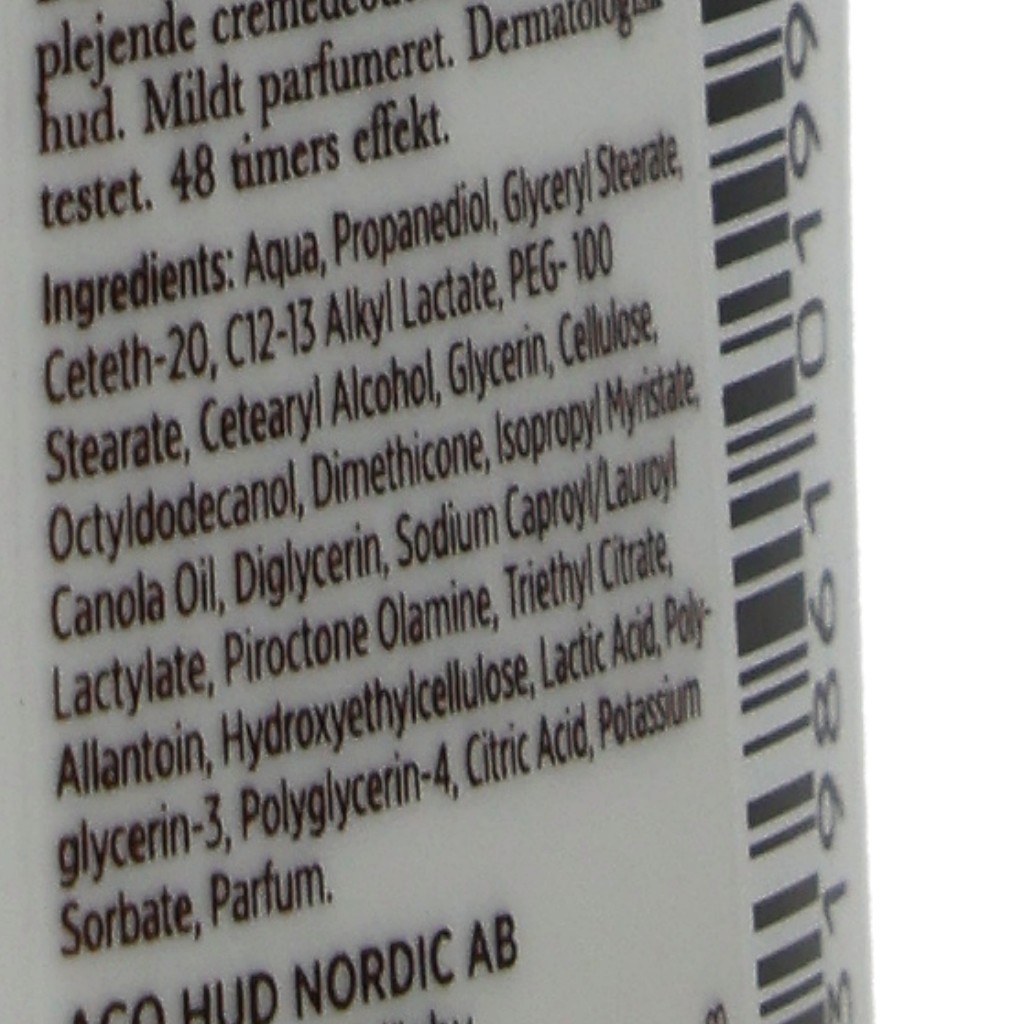 plejende
hud. Mildt parfumeret. Dermatologisk
testet. 48 timers effekt.
Ingredients: Aqua, Propanediol, Glyceryl Stearate,
Ceteth-20, C12-13 Alkyl Lactate, PEG-100
Stearate, Cetearyl Alcohol, Glycerin, Cellulose,
Octyldodecanol, Dimethicone, Isopropyl Myristate,
Canola Oil, Diglycerin, Sodium Caproyl/Lauroyl
Lactylate, Piroctone Olamine, Triethyl Citrate,
Allantoin, Hydroxyethylcellulose, Lactic Acid, Poly-
glycerin-3, Polyglycerin-4, Citric Acid, Potassium
Sorbate, Parfum.
ACO HUD NORDIC AB